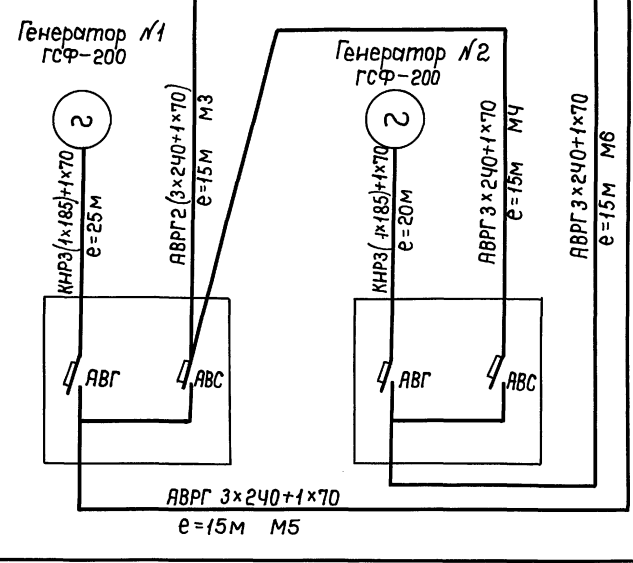 Генератор №1
ГСФ-200
КНР3(1×185)+1×70
е=25м
АВРГ2(3×240+1×70)
е=15м М3
Генератор №2
ГСФ-200
КНР3(1×185)+1×70
е=20м
АВРГ3×240+1×70
е=15м М4
АВРГ3×240+1×70
е=15м М6
АВГ
АВС
АВГ
АВС
АВРГ 3×240+1×70
е=15м М5